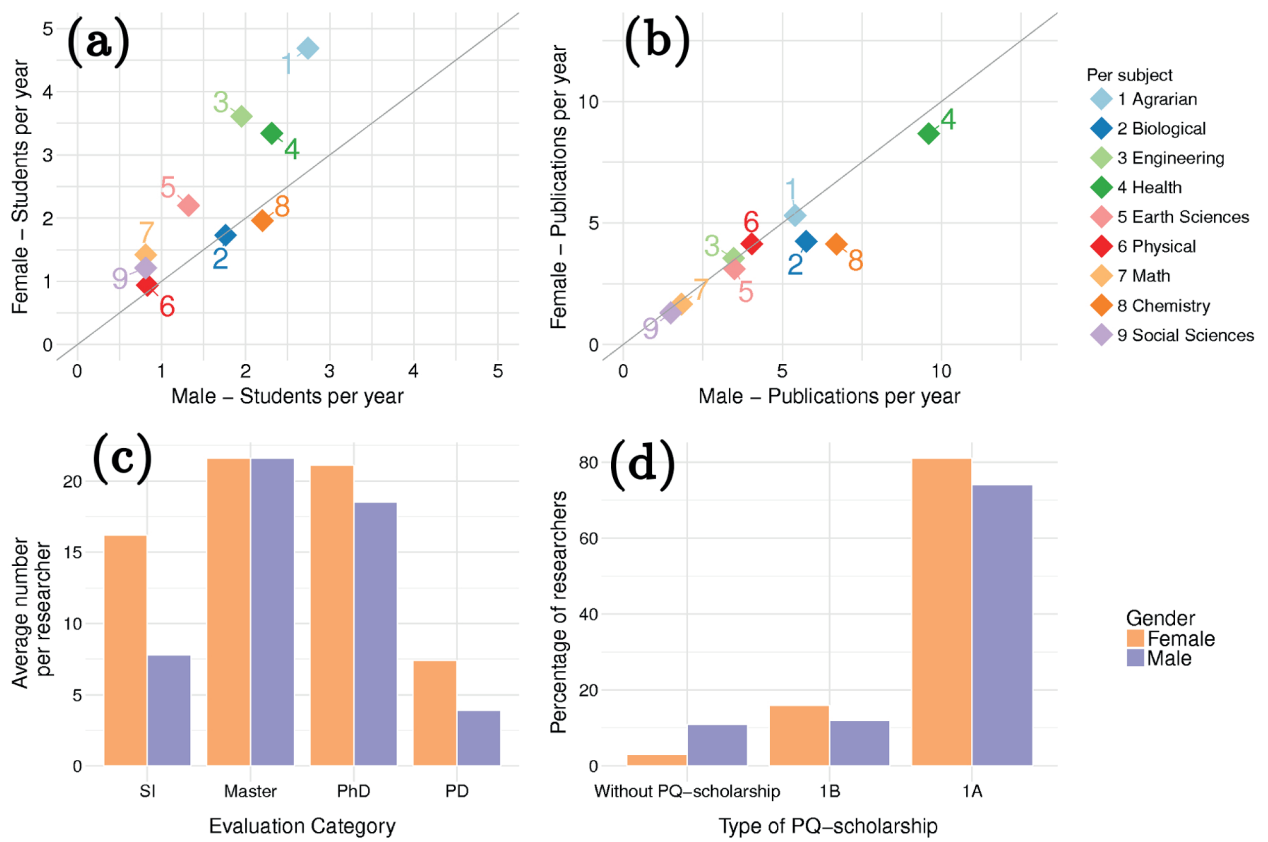 (a)
5
4
3
2
1
0
Female – Students per year
1
3
4
5
8
7
2
9
6
0
1
2
3
4
5
Male – Students per year
(b)
10
5
0
Female – Publications per year
4
1
6
3
2
8
5
7
9
0
5
10
Male – Publications per year
Per subject
1 Agrarian
2 Biological
3 Engineering
4 Health
5 Earth Sciences
6 Physical
7 Math
8 Chemistry
9 Social Sciences
(c)
20
15
10
5
0
Average number
per researcher
SI
Master
PhD
PD
Evaluation Category
(d)
80
60
40
20
0
Percentage of researchers
Without PQ–scholarship
1B
1A
Type of PQ–scholarship
Gender
Female
Male